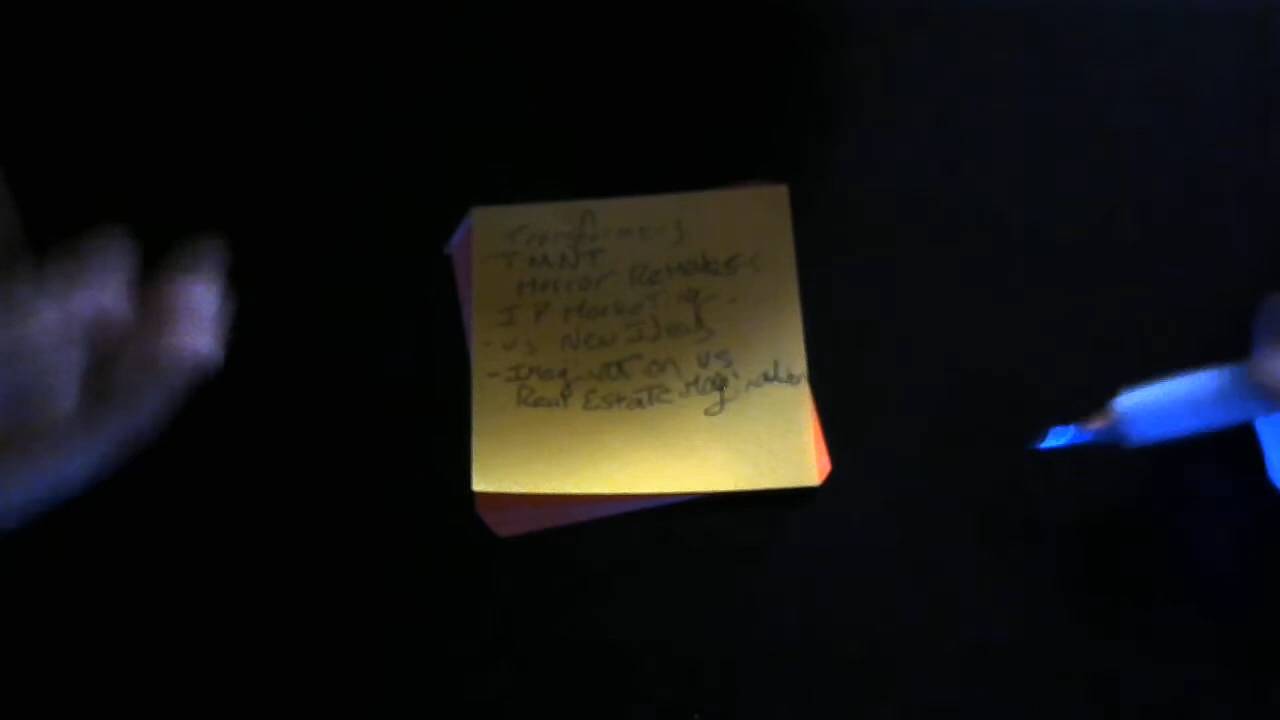 Transformers
TMNT
Horror Remakes
IP Market
- vs New Ideas
- Imagination vs
Real Estate